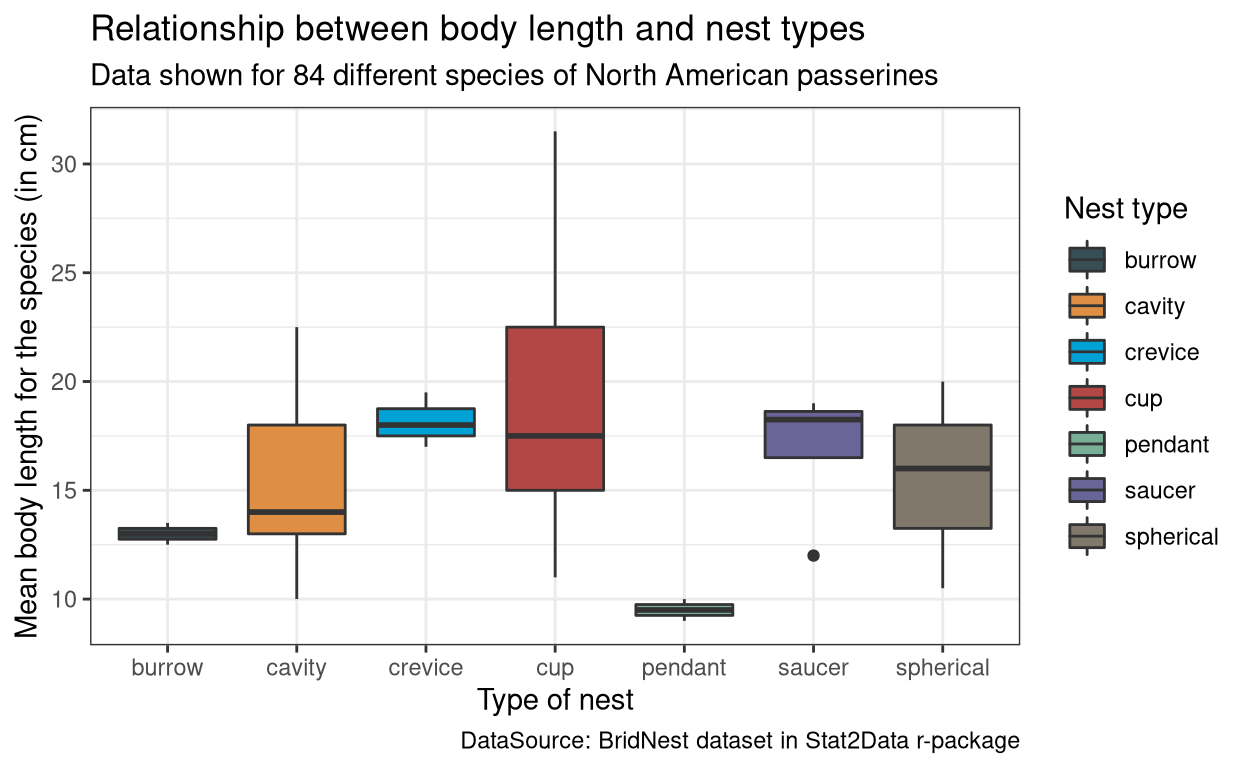 Relationship between body length and nest types
Data shown for 84 different species of North American passerines
Mean body length for the species (in cm)
30
25
20
15
10
burrow cavity crevice cup pendant saucer spherical
Type of nest
DataSource: BridNest dataset in Stat2Data r-package
Nest type
burrow
cavity
crevice
cup
pendant
saucer
spherical